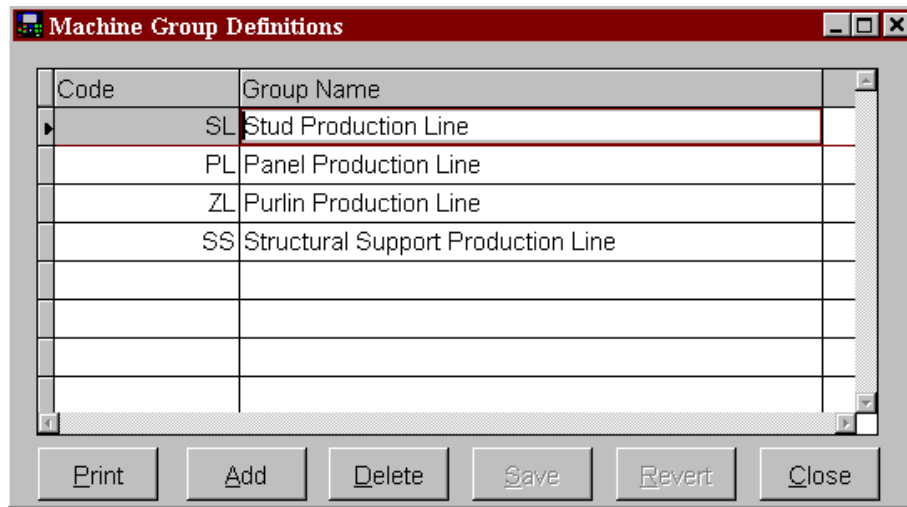 Machine Group Definitions
Code Group Name
SL Stud Production Line
PL Panel Production Line
ZL Purlin Production Line
SS Structural Support Production Line
Print Add Delete Save Revert Close